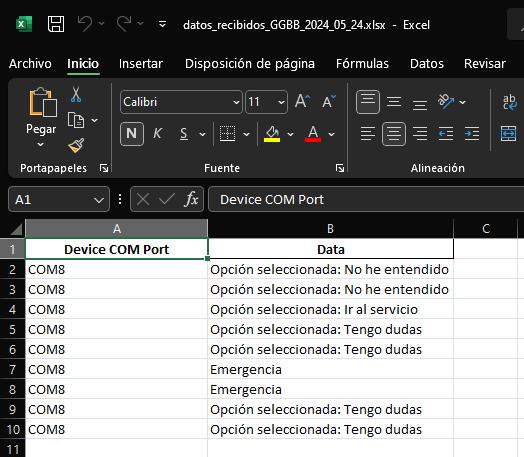 datos_recibidos_GGBB_2024_05_24.xlsx - Excel
Archivo Inicio Insertar Disposición de página Fórmulas Datos Revisar
Pegar
Calibri 11 A A
N K S A
ab
Portapapeles Fuente Alineación
A1 fx Device COM Port
A B C
1 Device COM Port Data
2 COM8 Opción seleccionada: No he entendido
3 COM8 Opción seleccionada: No he entendido
4 COM8 Opción seleccionada: Ir al servicio
5 COM8 Opción seleccionada: Tengo dudas
6 COM8 Opción seleccionada: Tengo dudas
7 COM8 Emergencia
8 COM8 Emergencia
9 COM8 Opción seleccionada: Tengo dudas
10 COM8 Opción seleccionada: Tengo dudas
11